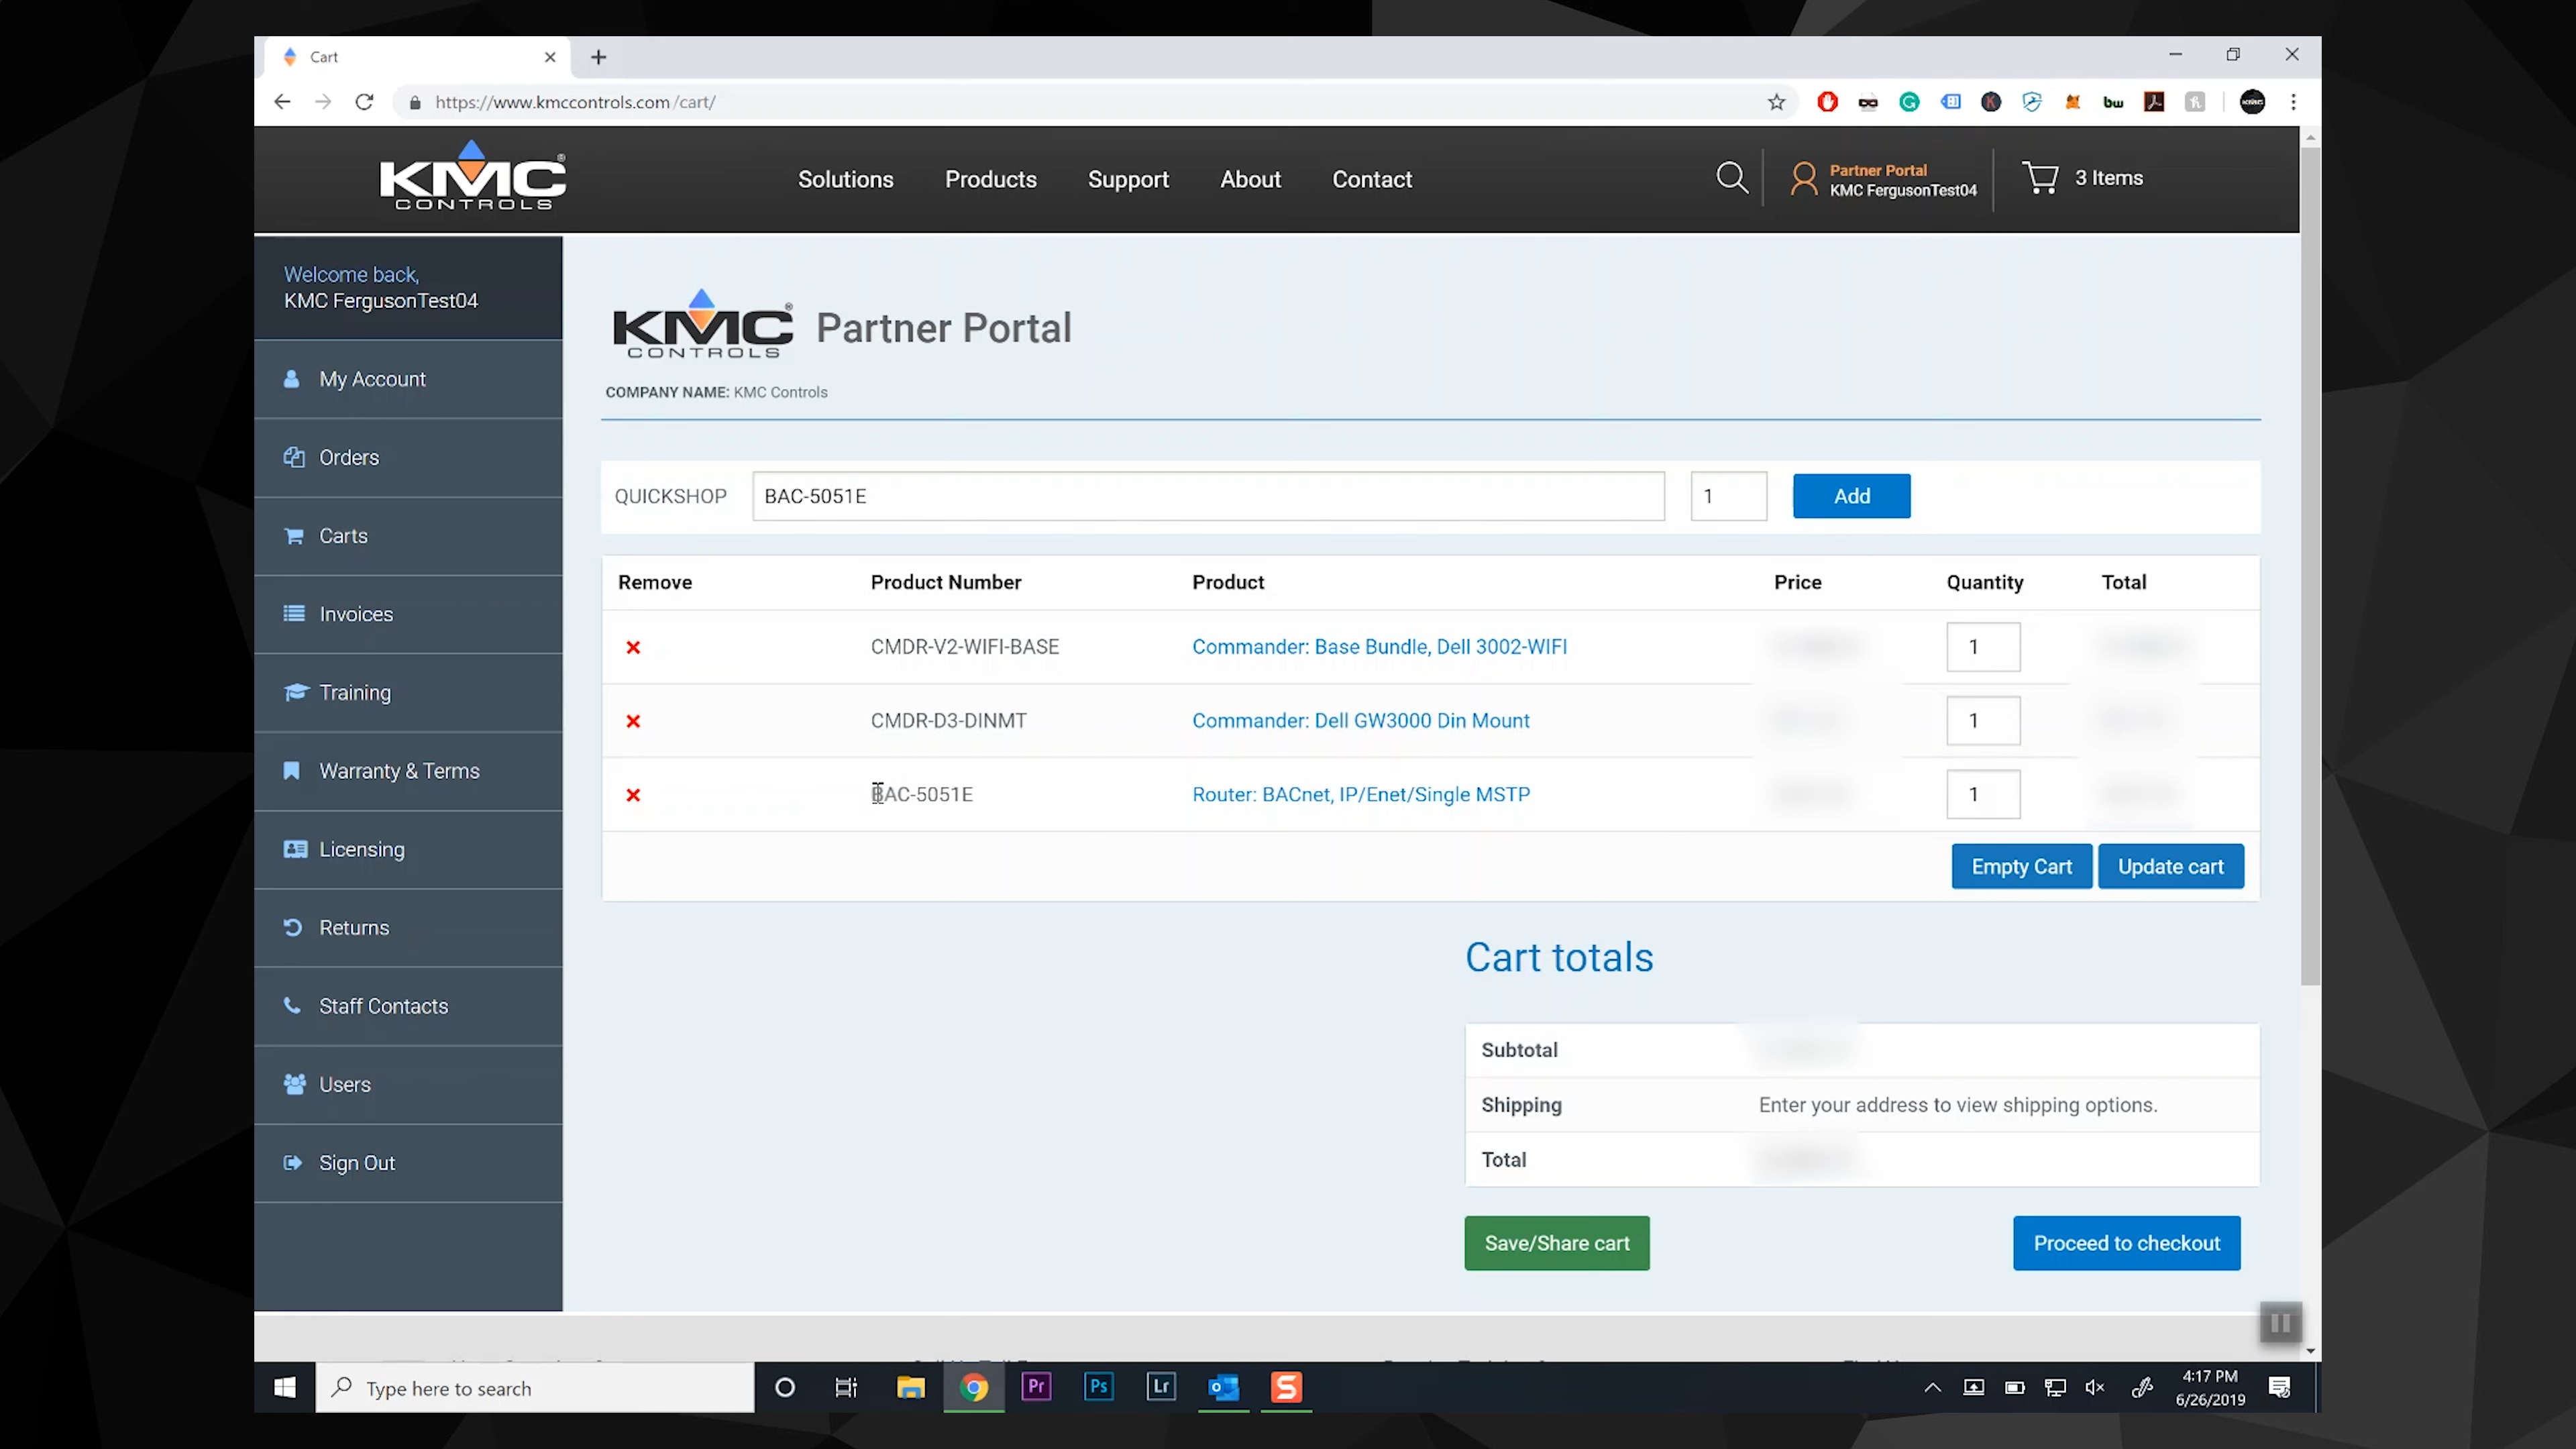 Cart
https://www.kmccontrols.com/cart/
KMC CONTROLS
Solutions Products Support About Contact
Partner Portal
KMC FergusonTest04
3 Items
Welcome back,
KMC FergusonTest04
My Account
Orders
Carts
Invoices
Training
Warranty & Terms
Licensing
Returns
Staff Contacts
Users
Sign Out
KMC CONTROLS Partner Portal
COMPANY NAME: KMC Controls
QUICKSHOP BAC-5051E 1 Add
Remove Product Number Product Price Quantity Total
CMDR-V2-WIFI-BASE Commander: Base Bundle, Dell 3002-WIFI 1
CMDR-D3-DINMT Commander: Dell GW3000 Din Mount 1
BAC-5051E Router: BACnet, IP/Enet/Single MSTP 1
Empty Cart Update cart
Cart totals
Subtotal
Shipping Enter your address to view shipping options.
Total
Save/Share cart Proceed to checkout
Type here to search
Pr Ps Lr
4:17 PM
6/26/2019